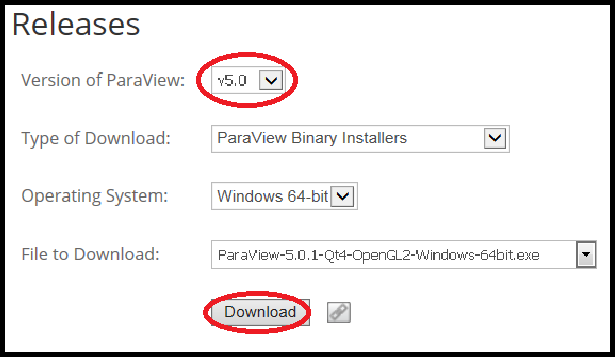 Releases
Version of ParaView: v5.0
Type of Download: ParaView Binary Installers
Operating System: Windows 64-bit
File to Download: ParaView-5.0.1-Qt4-OpenGL2-Windows-64bit.exe
Download